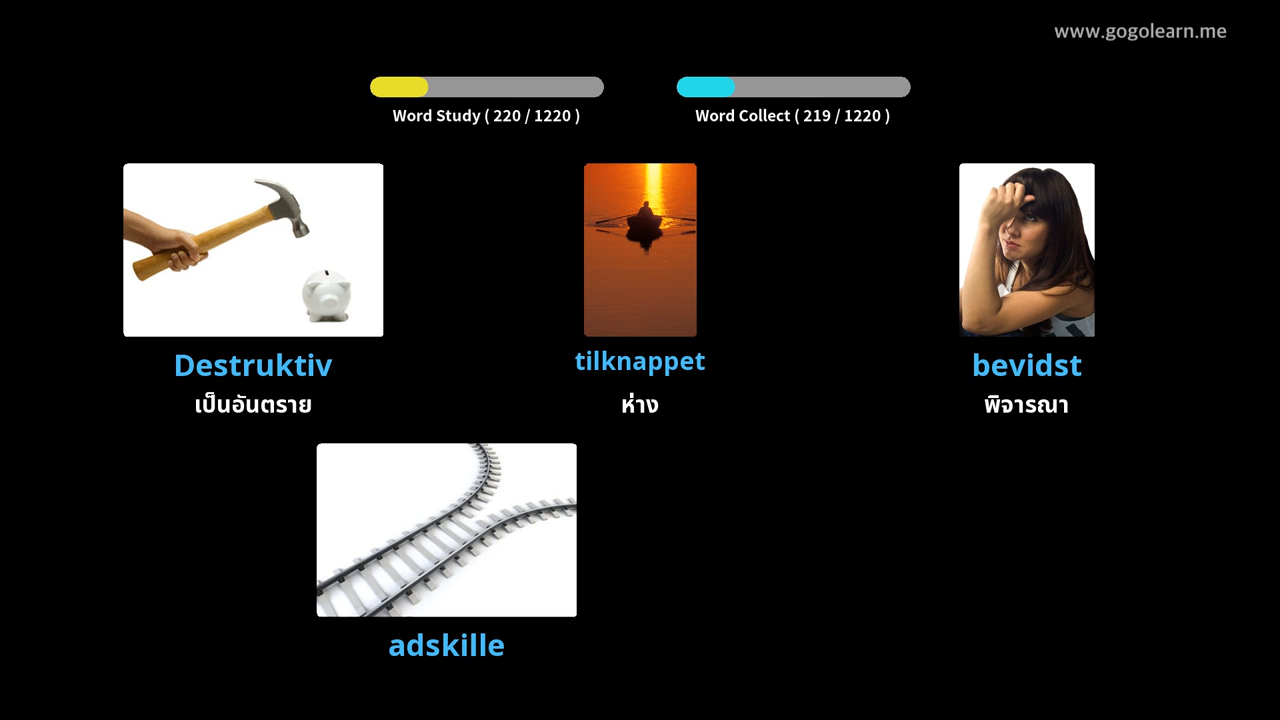 www.gogolearn.me
Word Study ( 220 / 1220 )
Word Collect ( 219 / 1220 )
Destruktiv
tilknappet
bevidst
เป็นอันตราย
ห่าง
พิจารณา
adskille